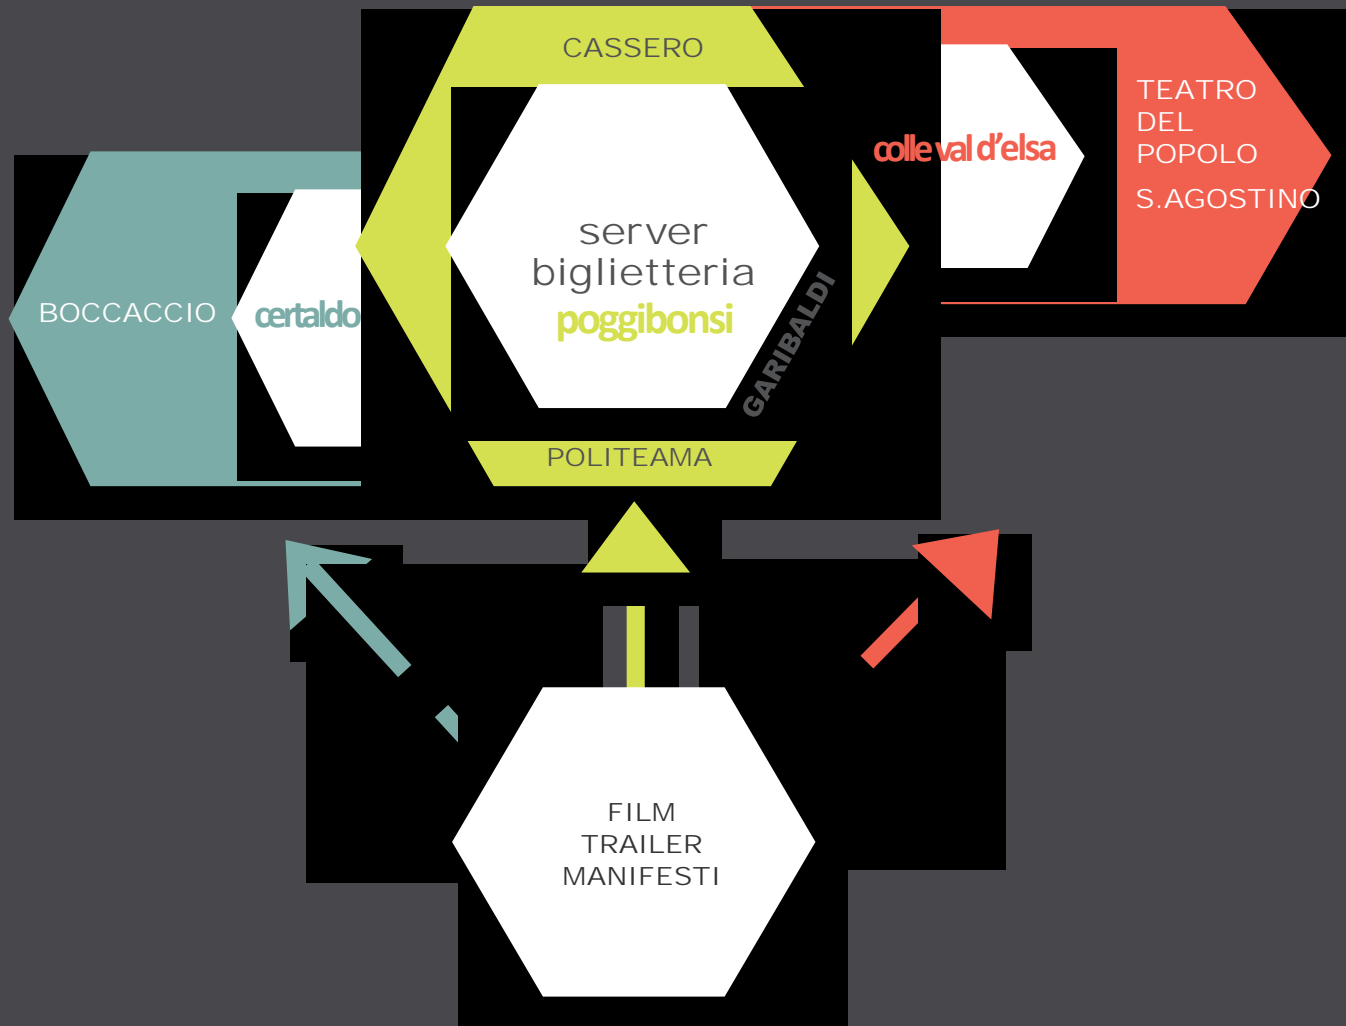 CASSERO
TEATRO
DEL
POPOLO
S.AGOSTINO
colle val d'elsa
server
biglietteria
poggibonsi
GARIBALDI
BOCCACCIO
certaldo
POLITEAMA
FILM
TRAILER
MANIFESTI